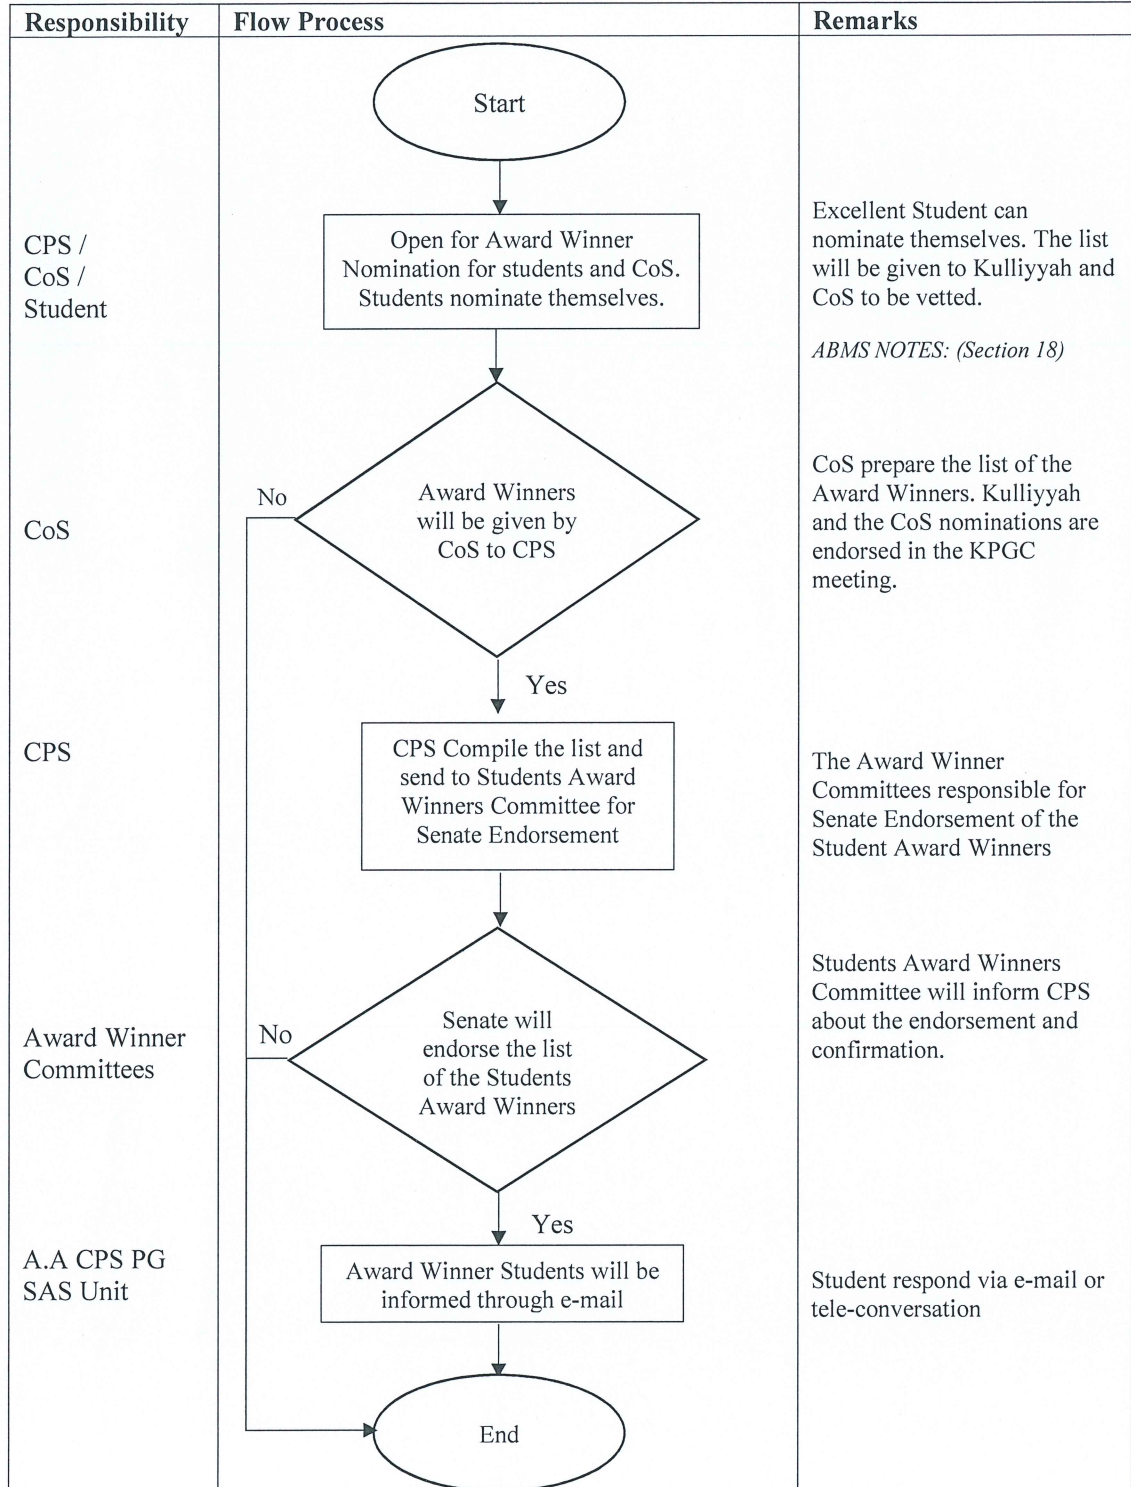 Responsibility
Flow Process
Remarks
Start
CPS /
CoS /
Student
Open for Award Winner
Nomination for students and CoS.
Students nominate themselves.
Excellent Student can
nominate themselves. The list
will be given to Kulliyyah and
CoS to be vetted.
ABMS NOTES: (Section 18)
CoS
No
Award Winners
will be given by
CoS to CPS
CoS prepare the list of the
Award Winners. Kulliyyah
and the CoS nominations are
endorsed in the KPGC
meeting.
Yes
CPS
CPS Compile the list and
send to Students Award
Winners Committee for
Senate Endorsement
The Award Winner
Committees responsible for
Senate Endorsement of the
Student Award Winners
Award Winner
Committees
No
Senate will
endorse the list
of the Students
Award Winners
Students Award Winners
Committee will inform CPS
about the endorsement and
confirmation.
Yes
A.A CPS PG
SAS Unit
Award Winner Students will be
informed through e-mail
Student respond via e-mail or
tele-conversation
End